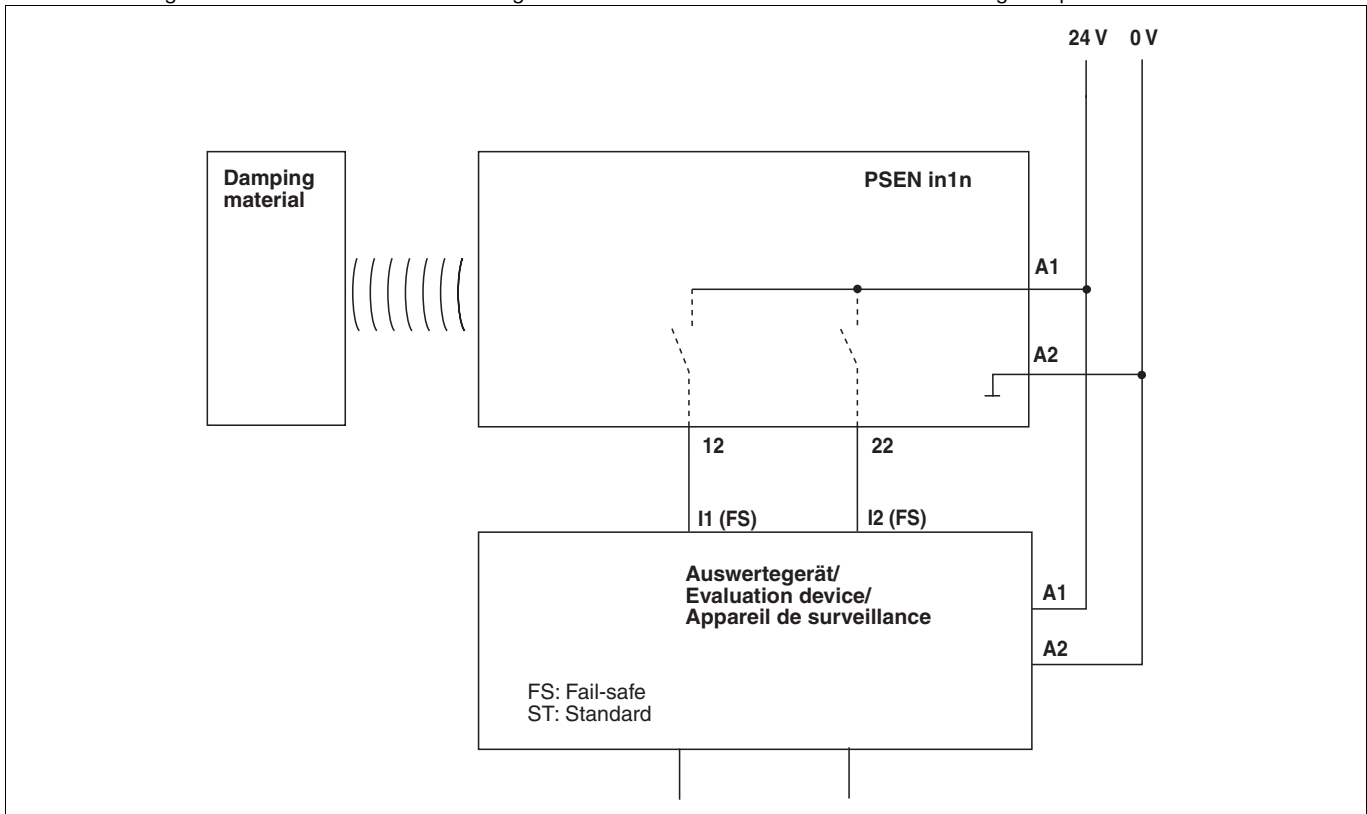 24 V 0 V
Damping
material
PSEN in1n
A1
A2
12
22
I1 (FS)
I2 (FS)
Auswertegerät/
Evaluation device/
Appareil de surveillance
A1
A2
FS: Fail-safe
ST: Standard